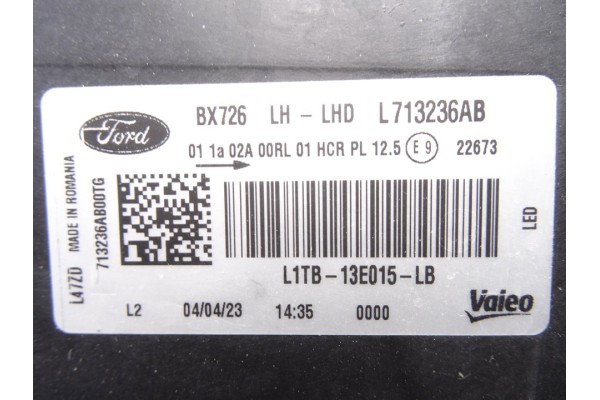 Ford
BX726 LH - LHD L713236AB
01 1a 02A 00RL 01 HCR PL 12.5 E 9 22673
L47ZD MADE IN ROMANIA
713236AB00TG
LED
L1TB-13E015-LB
L2 04/04/23 14:35 0000
Valeo